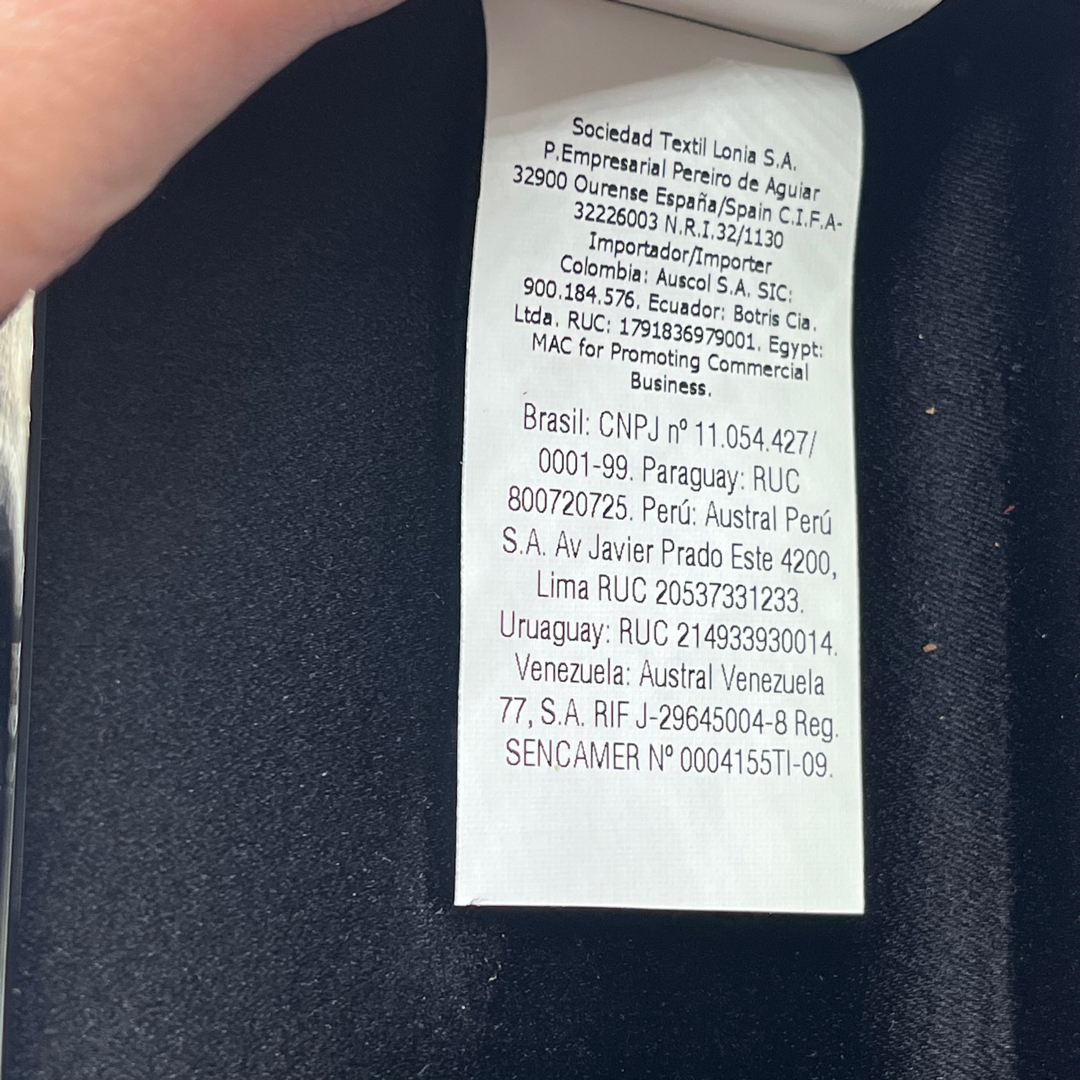 Sociedad Textil Lonia S.A.
P.Empresarial Pereiro de Aguiar
32900 Ourense España/Spain C.I.F.A-
32226003 N.R.I.32/1130
Importador/Importer
Colombia: Auscol S.A. SIC:
900.184.576. Ecuador: Botris Cia.
Ltda. RUC: 1791836979001. Egypt:
MAC for Promoting Commercial
Business.
Brasil: CNPJ nº 11.054.427/
0001-99. Paraguay: RUC
800720725. Perú: Austral Perú
S.A. Av Javier Prado Este 4200,
Lima RUC 20537331233.
Uruaguay: RUC 214933930014.
Venezuela: Austral Venezuela
77, S.A. RIF J-29645004-8 Reg.
SENCAMER Nº 0004155TI-09.